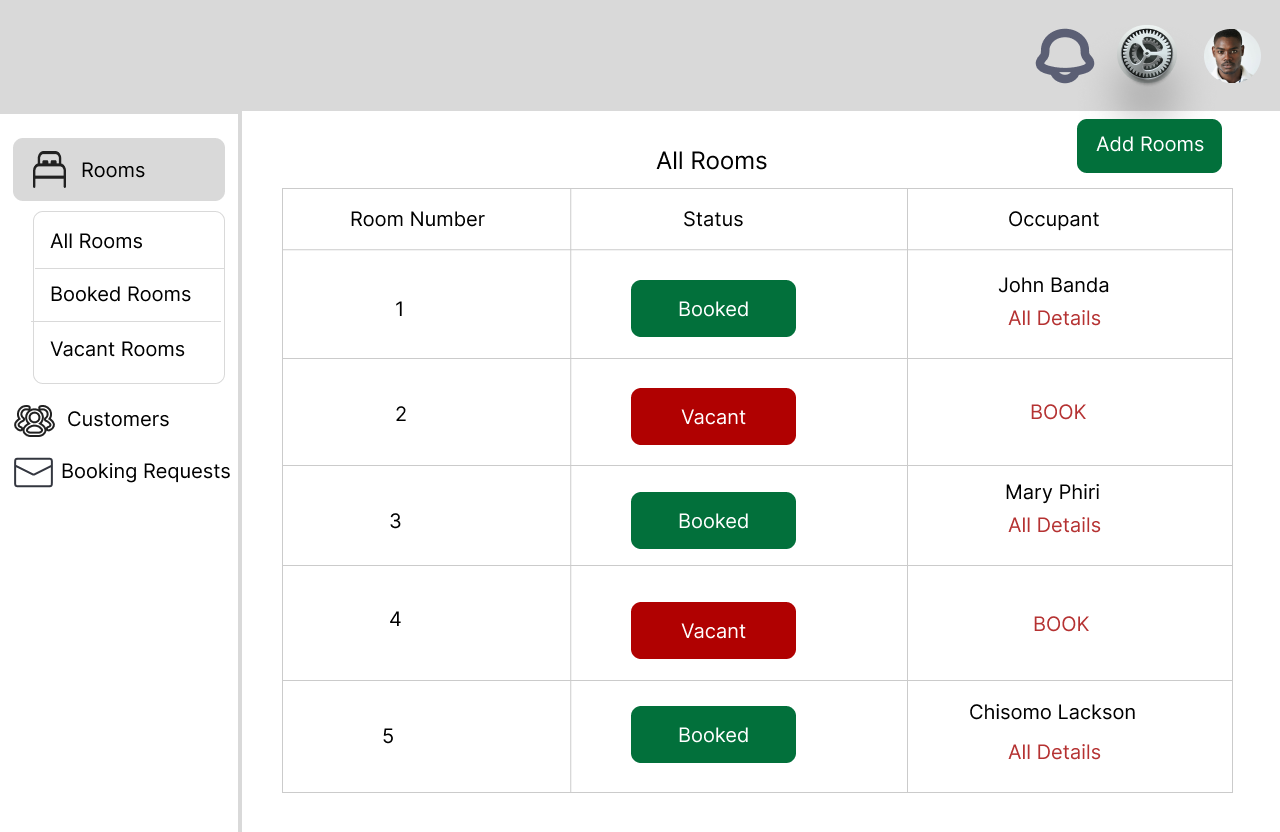 Add Rooms
All Rooms
Rooms
All Rooms
Booked Rooms
Vacant Rooms
Customers
Booking Requests
Room Number Status Occupant
1 Booked John Banda
All Details
2 Vacant BOOK
3 Booked Mary Phiri
All Details
4 Vacant BOOK
5 Booked Chisomo Lackson
All Details